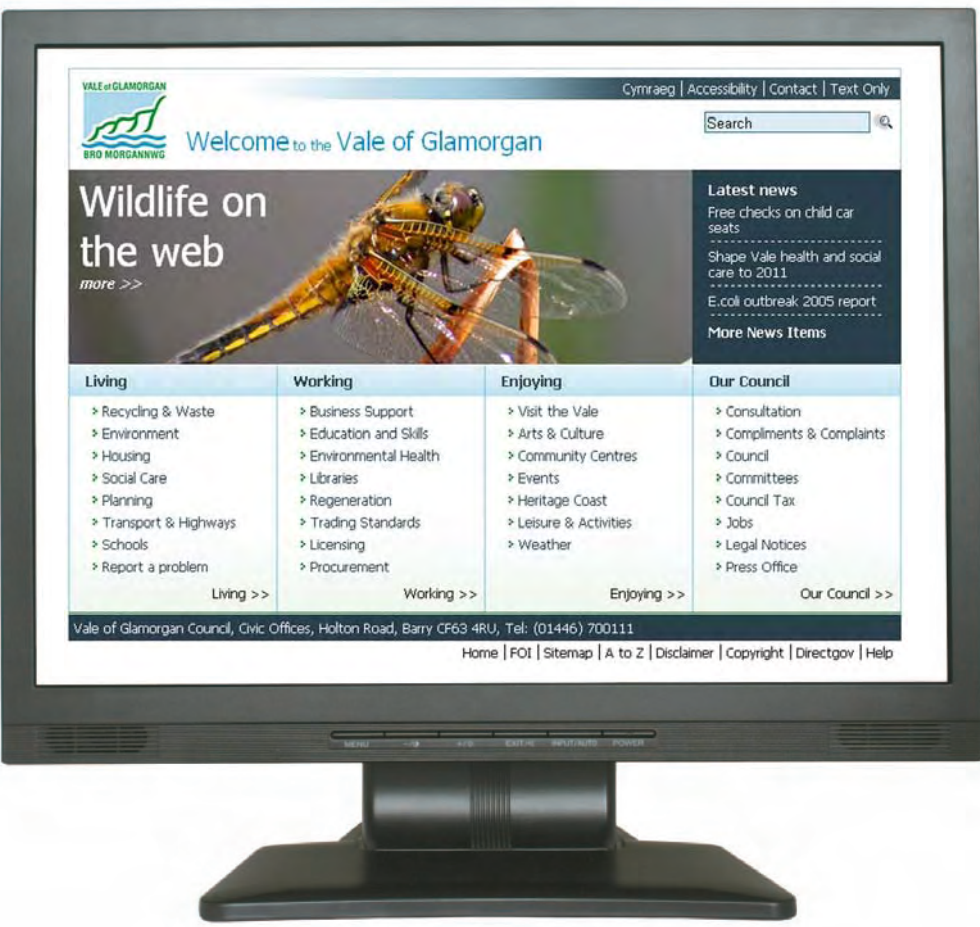 VALE of GLAMORGAN
BRO MORGANNWG
Cymraeg | Accessibility | Contact | Text Only
Search
Welcome to the Vale of Glamorgan
Wildlife on
the web
more >>
Latest news
Free checks on child car
seats
Shape Vale health and social
care to 2011
E.coli outbreak 2005 report
More News Items
Living
Recycling & Waste
Environment
Housing
Social Care
Planning
Transport & Highways
Schools
Report a problem
Living >>
Working
Business Support
Education and Skills
Environmental Health
Libraries
Regeneration
Trading Standards
Licensing
Procurement
Working >>
Enjoying
Visit the Vale
Arts & Culture
Community Centres
Events
Heritage Coast
Leisure & Activities
Weather
Enjoying >>
Our Council
Consultation
Compliments & Complaints
Council
Committees
Council Tax
Jobs
Legal Notices
Press Office
Our Council >>
Vale of Glamorgan Council, Civic Offices, Holton Road, Barry CF63 4RU, Tel: (01446) 700111
Home | FOI | Sitemap | A to Z | Disclaimer | Copyright | Directgov | Help
MENU EXIT INPUT/AUTO POWER